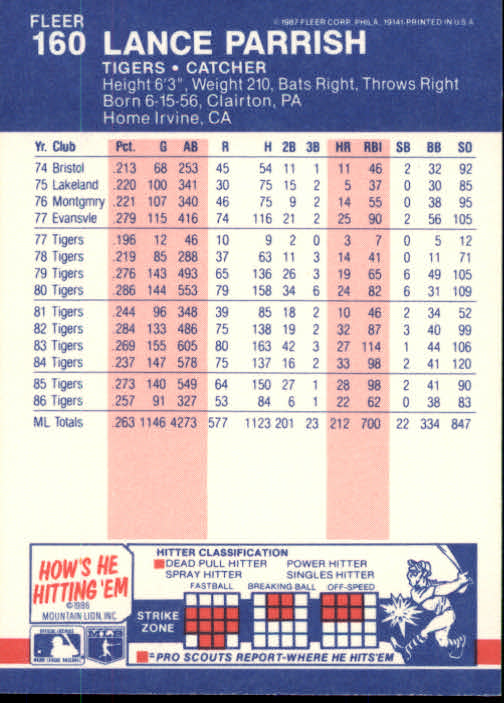 FLEER
160 LANCE PARRISH
© 1987 FLEER CORP. PHILA. 19141-PRINTED IN U.S.A.
TIGERS • CATCHER
Height 6'3", Weight 210, Bats Right, Throws Right
Born 6-15-56, Clairton, PA
Home Irvine, CA
Yr. Club Pct. G AB R H 2B 3B HR RBI SB BB SO
74 Bristol .213 68 253 45 54 11 1 11 46 2 32 92
75 Lakeland .220 100 341 30 75 15 2 5 37 0 30 85
76 Montgmry .221 107 340 46 75 9 2 14 55 0 38 95
77 Evansvle .279 115 416 74 116 21 2 25 90 2 56 105
77 Tigers .196 12 46 10 9 2 0 3 7 0 5 12
78 Tigers .219 85 288 37 63 11 3 14 41 0 11 71
79 Tigers .276 143 493 65 136 26 3 19 65 6 49 105
80 Tigers .286 144 553 79 158 34 6 24 82 6 31 109
81 Tigers .244 96 348 39 85 18 2 10 46 2 34 52
82 Tigers .284 133 486 75 138 19 2 32 87 3 40 99
83 Tigers .269 155 605 80 163 42 3 27 114 1 44 106
84 Tigers .237 147 578 75 137 16 2 33 98 2 41 120
85 Tigers .273 140 549 64 150 27 1 28 98 2 41 90
86 Tigers .257 91 327 53 84 6 1 22 62 0 38 83
ML Totals .263 1146 4273 577 1123 201 23 212 700 22 334 847
HOW'S HE
HITTING 'EM
©1986
MOUNTAIN LION, INC
HITTER CLASSIFICATION
DEAD PULL HITTER POWER HITTER
SPRAY HITTER SINGLES HITTER
FASTBALL BREAKING BALL OFF-SPEED
STRIKE
ZONE
=PRO SCOUTS REPORT-WHERE HE HITS'EM
MLB